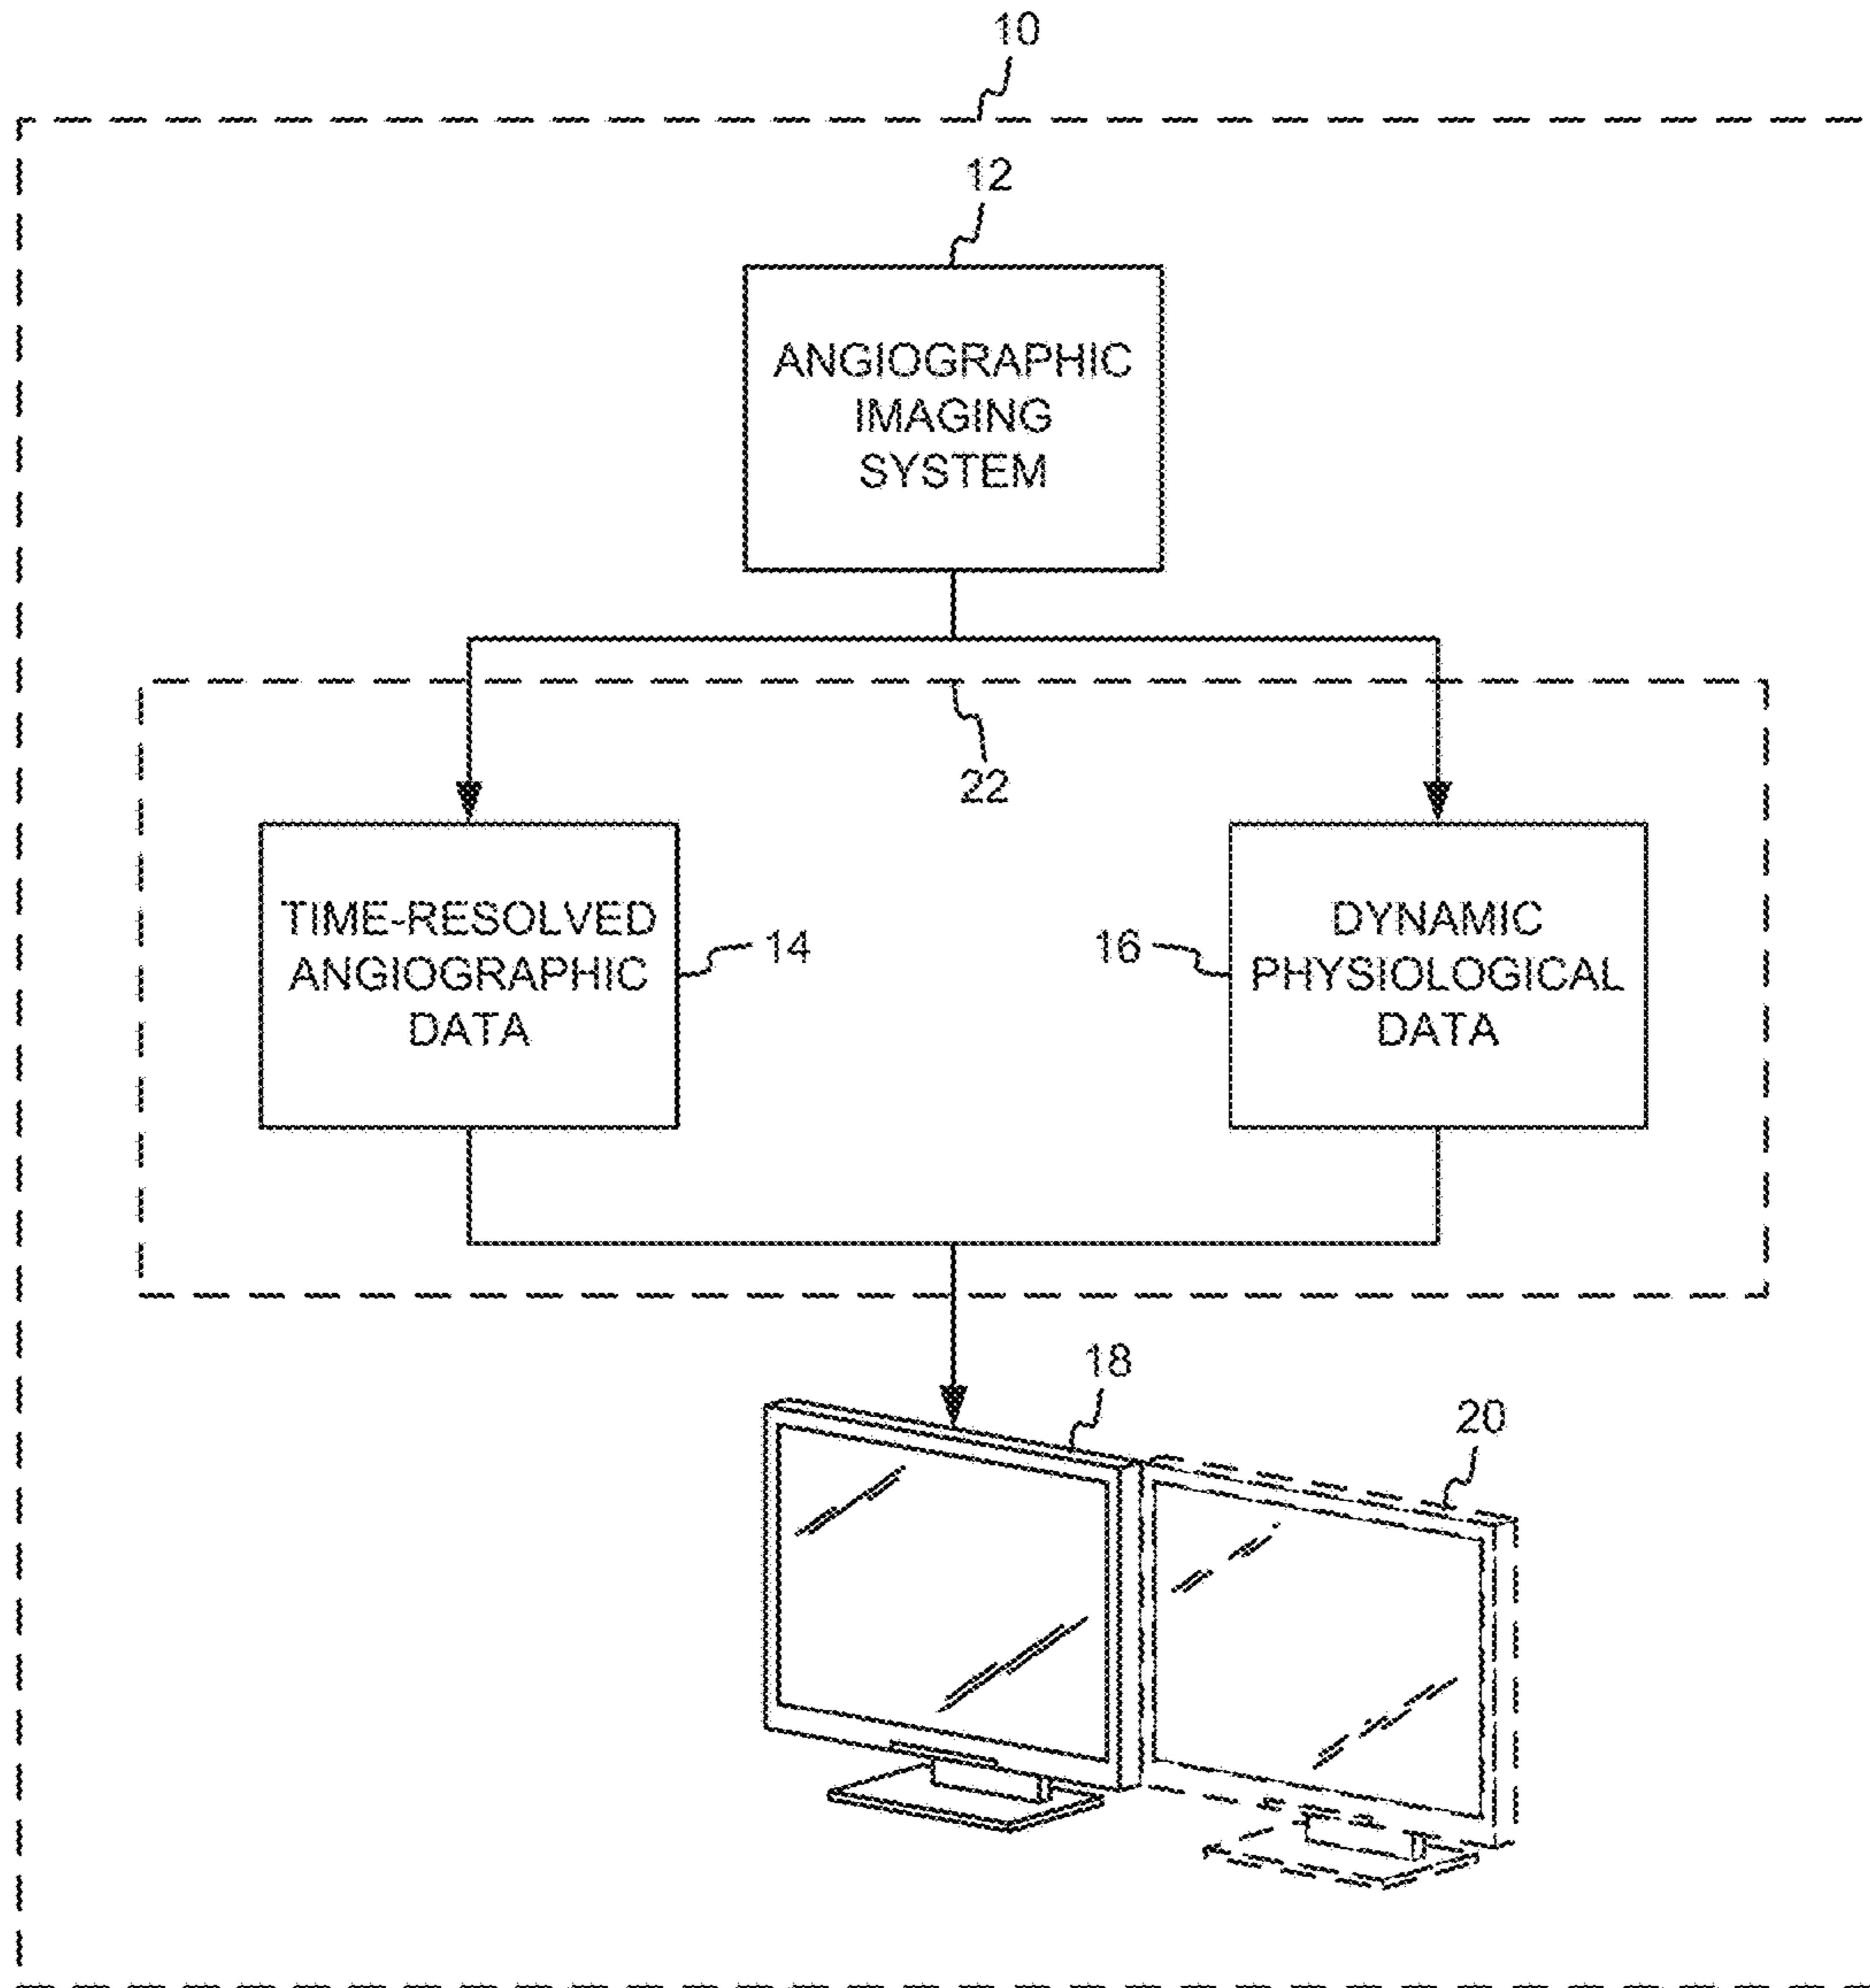 10
12
ANGIOGRAPHIC
IMAGING
SYSTEM
22
TIME-RESOLVED
ANGIOGRAPHIC
DATA
14
16
DYNAMIC
PHYSIOLOGICAL
DATA
18
20